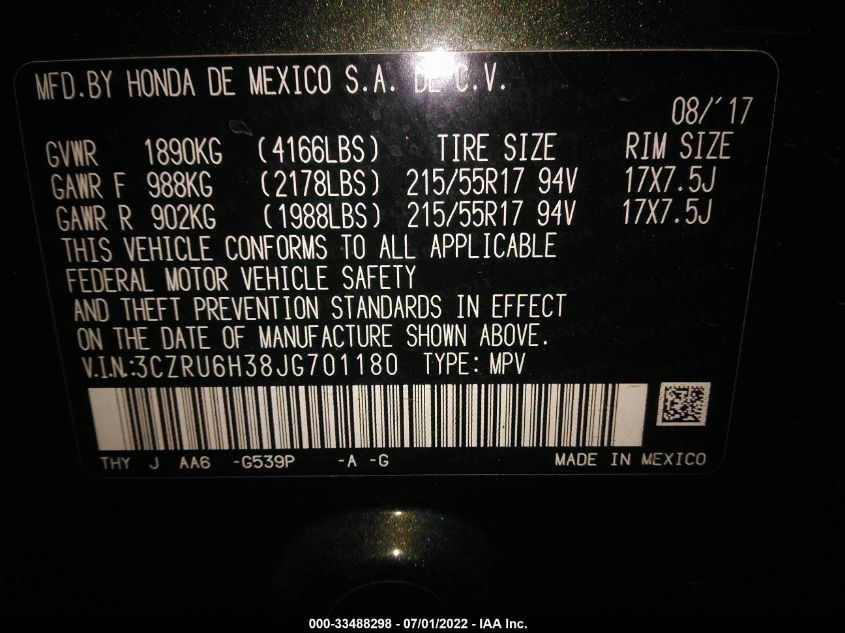 MFD.BY HONDA DE MEXICO S.A. DE C.V.
08/'17
GVWR 1890KG (4166LBS) TIRE SIZE RIM SIZE
GAWR F 988KG (2178LBS) 215/55R17 94V 17X7.5J
GAWR R 902KG (1988LBS) 215/55R17 94V 17X7.5J
THIS VEHICLE CONFORMS TO ALL APPLICABLE
FEDERAL MOTOR VEHICLE SAFETY
AND THEFT PREVENTION STANDARDS IN EFFECT
ON THE DATE OF MANUFACTURE SHOWN ABOVE.
V.I.N.:3CZRU6H38JG701180 TYPE: MPV
THY J AA6 -G539P -A -G MADE IN MEXICO
000-33488298 - 07/01/2022 - IAA Inc.